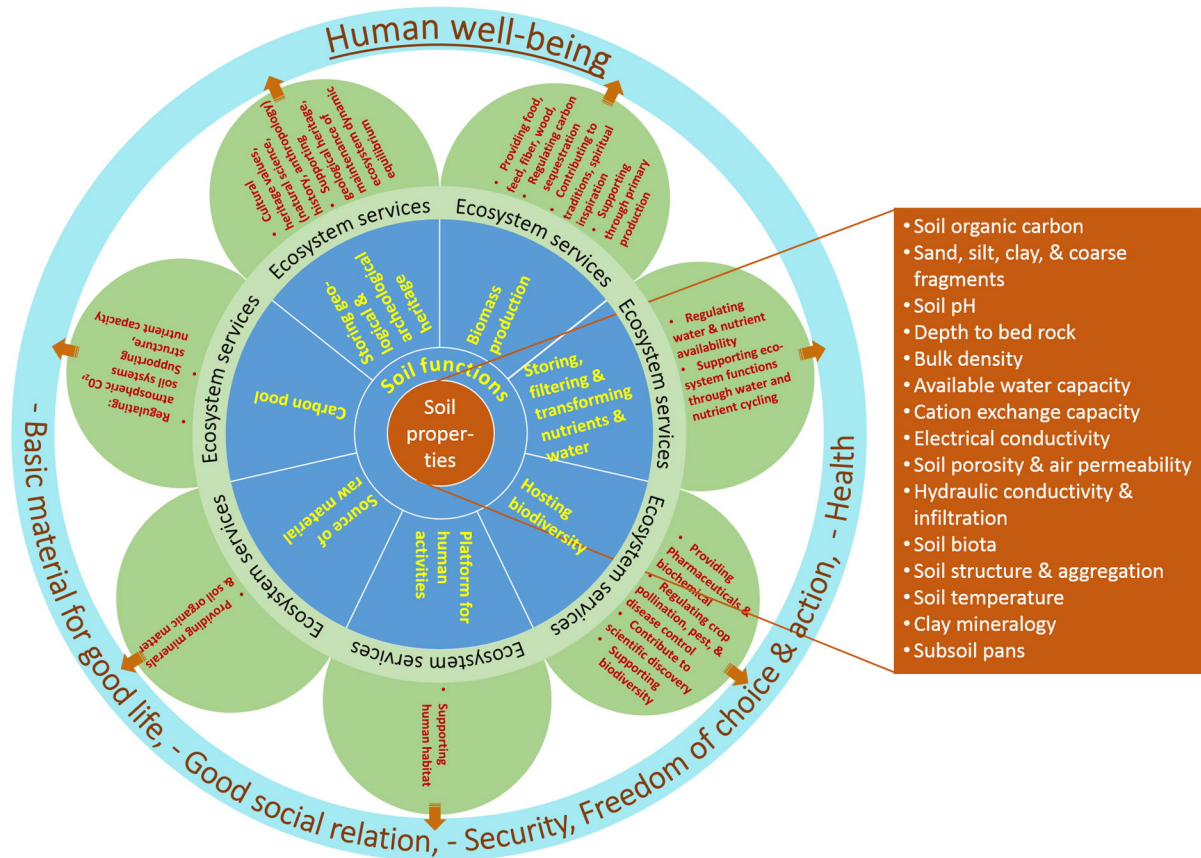 Human well-being
- Basic material for good life, - Good social relation, - Security, Freedom of choice & action, - Health
• Cultural
heritage values,
(natural science,
history, anthropology)
• Supporting
geological heritage,
maintenance of
ecosystem dynamic
equilibrium
• Providing food,
feed, fiber, wood,
• Regulating carbon
sequestration
• Contributing to
traditions, spiritual
inspiration
• Supporting
through primary
production
• Regulating
water & nutrient
availability
• Supporting eco-
system functions
through water and
nutrient cycling
• Providing
Pharmaceuticals &
biochemical
• Regulating crop
pollination, pest, &
disease control
• Contribute to
scientific discovery
• Supporting
biodiversity
• Supporting
human habitat
• Providing minerals
& soil organic matter
• Regulating:
atmospheric CO₂,
• Supporting
soil systems
structure,
nutrient capacity
Ecosystem services
Ecosystem services
Ecosystem services
Ecosystem services
Ecosystem services
Ecosystem services
Ecosystem services
Storing geo-
logical &
archeological
heritage
Biomass
production
Storing,
filtering &
transforming
nutrients &
water
Hosting
biodiversity
Platform for
human
activities
Source of
raw material
Carbon pool
Soil functions
Soil
proper-
ties
• Soil organic carbon
• Sand, silt, clay, & coarse
fragments
• Soil pH
• Depth to bed rock
• Bulk density
• Available water capacity
• Cation exchange capacity
• Electrical conductivity
• Soil porosity & air permeability
• Hydraulic conductivity &
infiltration
• Soil biota
• Soil structure & aggregation
• Soil temperature
• Clay mineralogy
• Subsoil pans